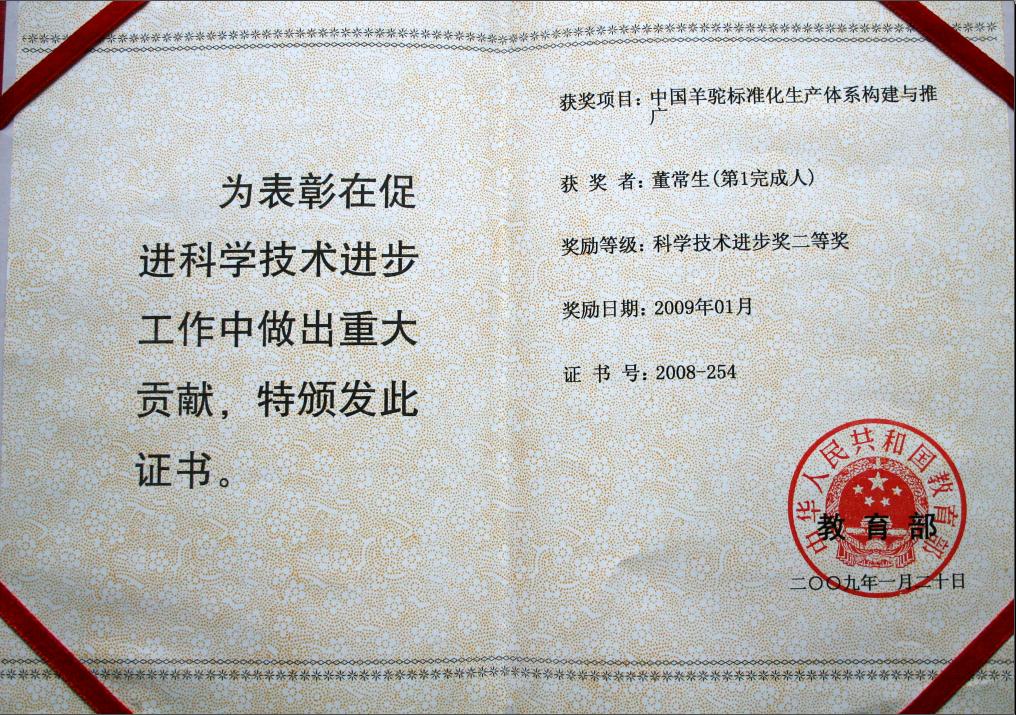 为表彰在促
进科学技术进步
工作中做出重大
贡献，特颁发此
证书。
获奖项目：中国羊驼标准化生产体系构建与推
广
获 奖 者：董常生(第1完成人)
奖励等级：科学技术进步奖二等奖
奖励日期：2009年01月
证 书 号：2008-254
中华人民共和国教育部
教 育 部
二〇〇九年一月二十日